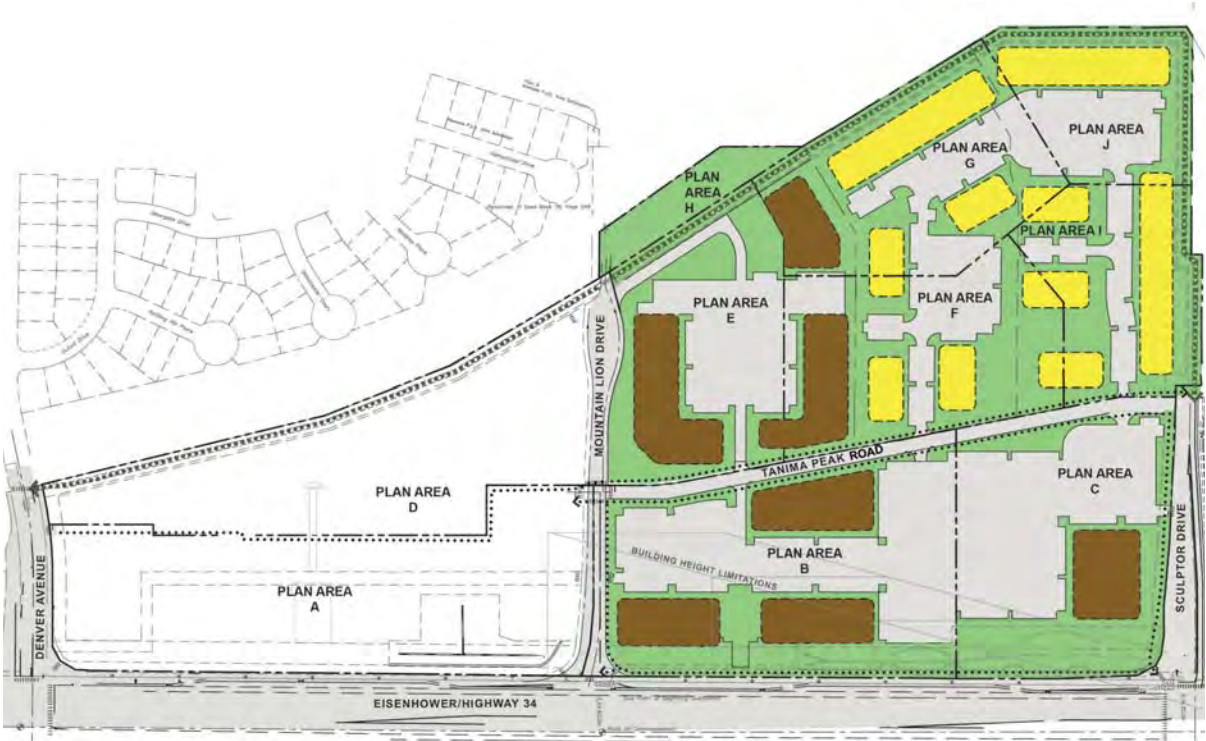 PLAN AREA
J
PLAN AREA
G
PLAN
AREA
H
PLAN AREA I
PLAN AREA
E
PLAN AREA
F
MOUNTAIN LION DRIVE
TANIMA PEAK ROAD
PLAN AREA
D
PLAN AREA
C
PLAN AREA
B
BUILDING HEIGHT LIMITATIONS
PLAN AREA
A
DENVER AVENUE
SCULPTOR DRIVE
EISENHOWER/HIGHWAY 34